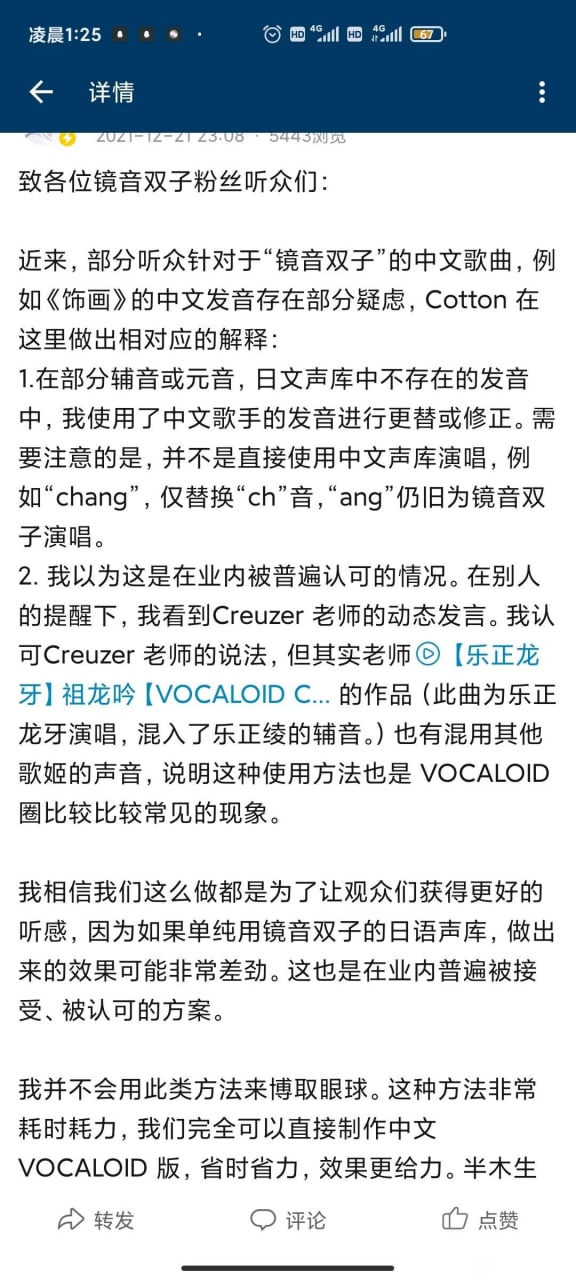 凌晨1:25
HD 4G HD 4G 67
详情
2021-12-21 23:08 · 5443浏览
致各位镜音双子粉丝听众们：
近来，部分听众针对于“镜音双子”的中文歌曲，例
如《饰画》的中文发音存在部分疑虑，Cotton 在
这里做出相对应的解释：
1.在部分辅音或元音，日文声库中不存在的发音
中，我使用了中文歌手的发音进行更替或修正。需
要注意的是，并不是直接使用中文声库演唱，例
如“chang”，仅替换“ch”音，“ang”仍旧为镜音双
子演唱。
2. 我以为这是在业内被普遍认可的情况。在别人
的提醒下，我看到Creuzer 老师的动态发言。我认
可Creuzer 老师的说法，但其实老师【乐正龙
牙】祖龙吟【VOCALOID C... 的作品（此曲为乐正
龙牙演唱，混入了乐正绫的辅音。）也有混用其他
歌姬的声音，说明这种使用方法也是 VOCALOID
圈比较比较常见的现象。
我相信我们这么做都是为了让观众们获得更好的
听感，因为如果单纯用镜音双子的日语声库，做出
来的效果可能非常差劲。这也是在业内普遍被接
受、被认可的方案。
我并不会用此类方法来博取眼球。这种方法非常
耗时耗力，我们完全可以直接制作中文
VOCALOID 版，省时省力，效果更给力。半木生
转发 评论 点赞